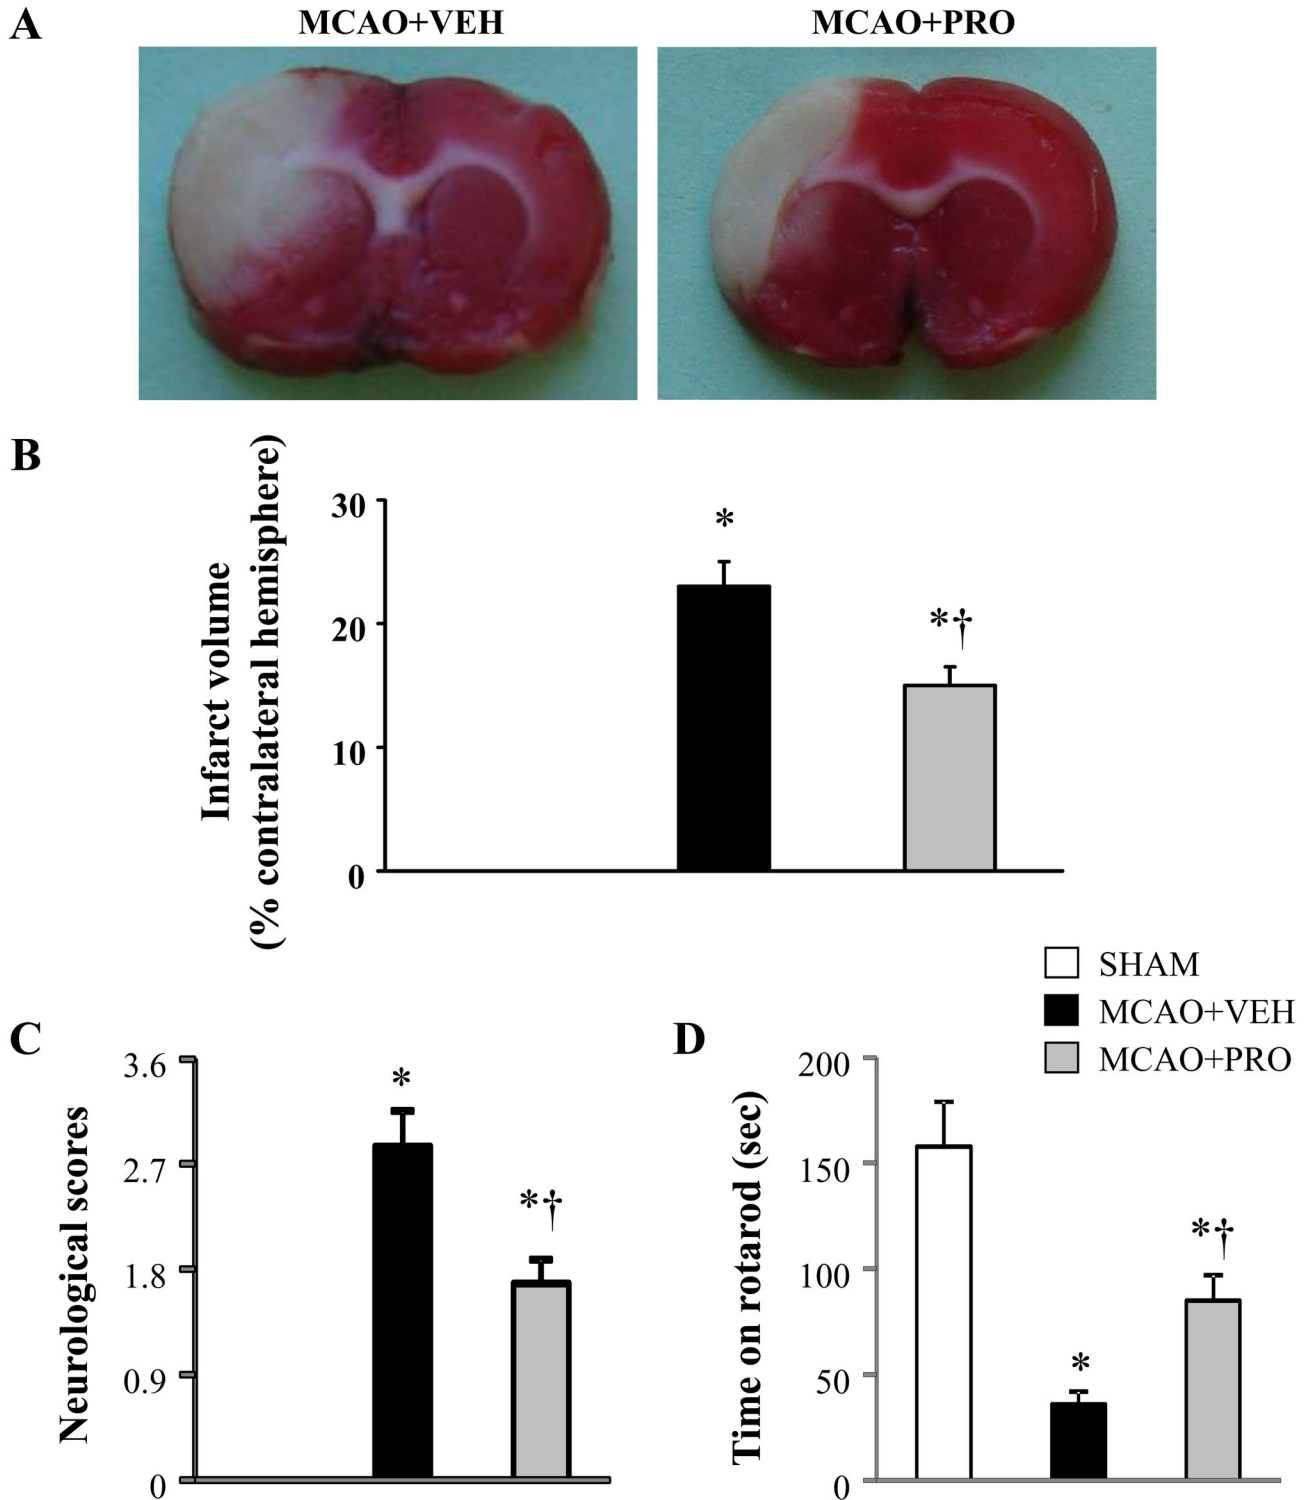 A
MCAO+VEH
MCAO+PRO
B
Infarct volume
(% contralateral hemisphere)
30
20
10
0
*
*†
SHAM
MCAO+VEH
MCAO+PRO
C
Neurological scores
3.6
2.7
1.8
0.9
0
*
*†
D
Time on rotarod (sec)
200
150
100
50
0
*
*†